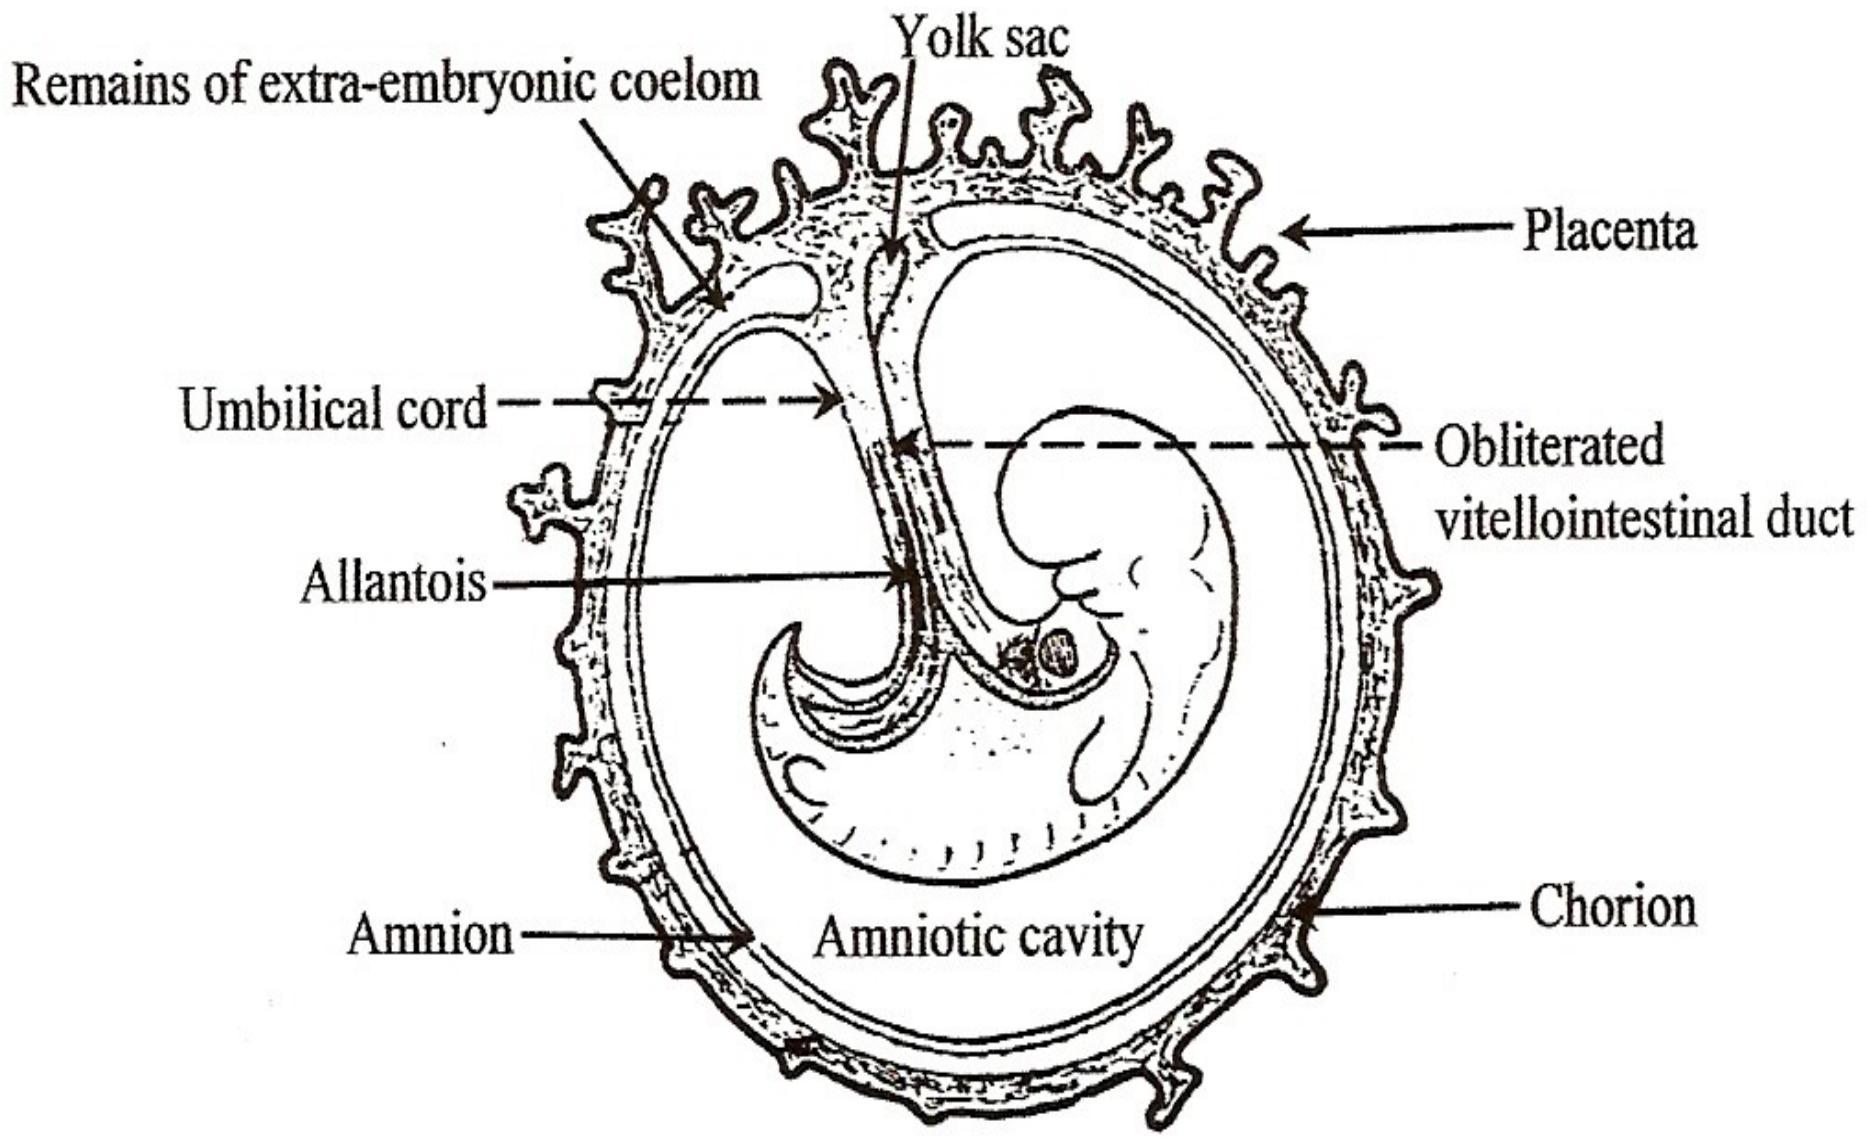 Yolk sac
Remains of extra-embryonic coelom
Placenta
Umbilical cord
Obliterated
vitellointestinal duct
Allantois
Chorion
Amnion
Amniotic cavity